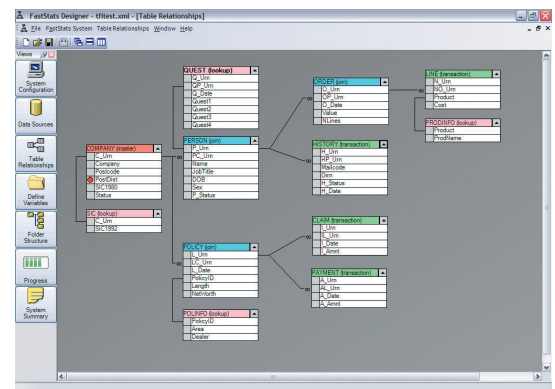 FastStats Designer - tfitest.xml - [Table Relationships]
File FastStats System Table Relationships Window Help
Views
System Configuration
Data Sources
Table Relationships
Define Variables
Folder Structure
Progress
System Summary
COMPANY (master)
C_Urn
Company
Postcode
PostDist
SIC1980
Status
SIC (lookup)
C_Urn
SIC1992
QUEST (lookup)
Q_Urn
QP_Urn
Q_Date
Quest1
Quest2
Quest3
Quest4
PERSON (join)
P_Urn
PC_Urn
Name
JobTitle
DOB
Sex
P_Status
POLICY (join)
L_Urn
LC_Urn
L_Date
PolicyID
Length
NetWorth
POLINFO (lookup)
PolicyID
Area
Dealer
ORDER (join)
O_Urn
OP_Urn
O_Date
Value
NLines
HISTORY (transaction)
H_Urn
HP_Urn
Mailcode
Dirn
H_Status
H_Date
CLAIM (transaction)
I_Urn
IL_Urn
I_Date
I_Amnt
PAYMENT (transaction)
A_Urn
AL_Urn
A_Date
A_Amnt
LINE (transaction)
N_Urn
NO_Urn
Product
Cost
PRODINFO (lookup)
Product
ProdName